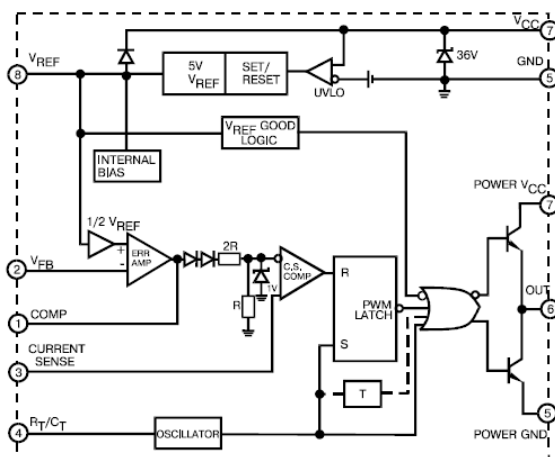 VCC
7
VREF
8
5V
VREF
SET/
RESET
36V
GND
5
UVLO
VREF GOOD
LOGIC
INTERNAL
BIAS
POWER VCC
7
1/2 VREF
+
-
ERR
AMP
2R
VFB
2
C.S.
COMP
R
PWM
LATCH
S
1V
R
OUT
6
COMP
1
CURRENT
SENSE
3
T
RT/CT
4
OSCILLATOR
5
POWER GND